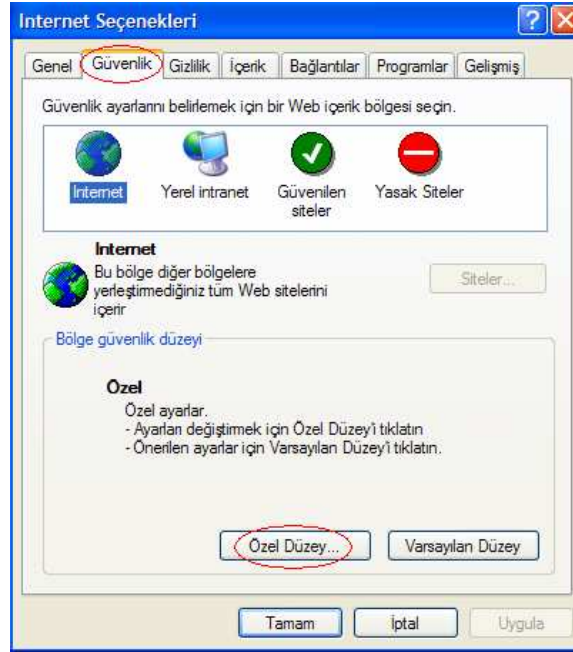 Internet Seçenekleri
Genel Güvenlik Gizlilik İçerik Bağlantılar Programlar Gelişmiş
Güvenlik ayarlarını belirlemek için bir Web içerik bölgesi seçin.
Internet Yerel intranet Güvenilen siteler Yasak Siteler
Internet
Bu bölge diğer bölgelere
yerleştirmediğiniz tüm Web sitelerini
içerir
Siteler...
Bölge güvenlik düzeyi
Özel
Özel ayarlar.
- Ayarları değiştirmek için Özel Düzey'i tıklatın
- Önerilen ayarlar için Varsayılan Düzey'i tıklatın.
Özel Düzey... Varsayılan Düzey
Tamam İptal Uygula